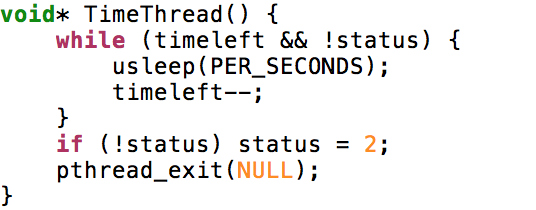 void* TimeThread() {
    while (timeleft && !status) {
        usleep(PER_SECONDS);
        timeleft--;
    }
    if (!status) status = 2;
    pthread_exit(NULL);
}